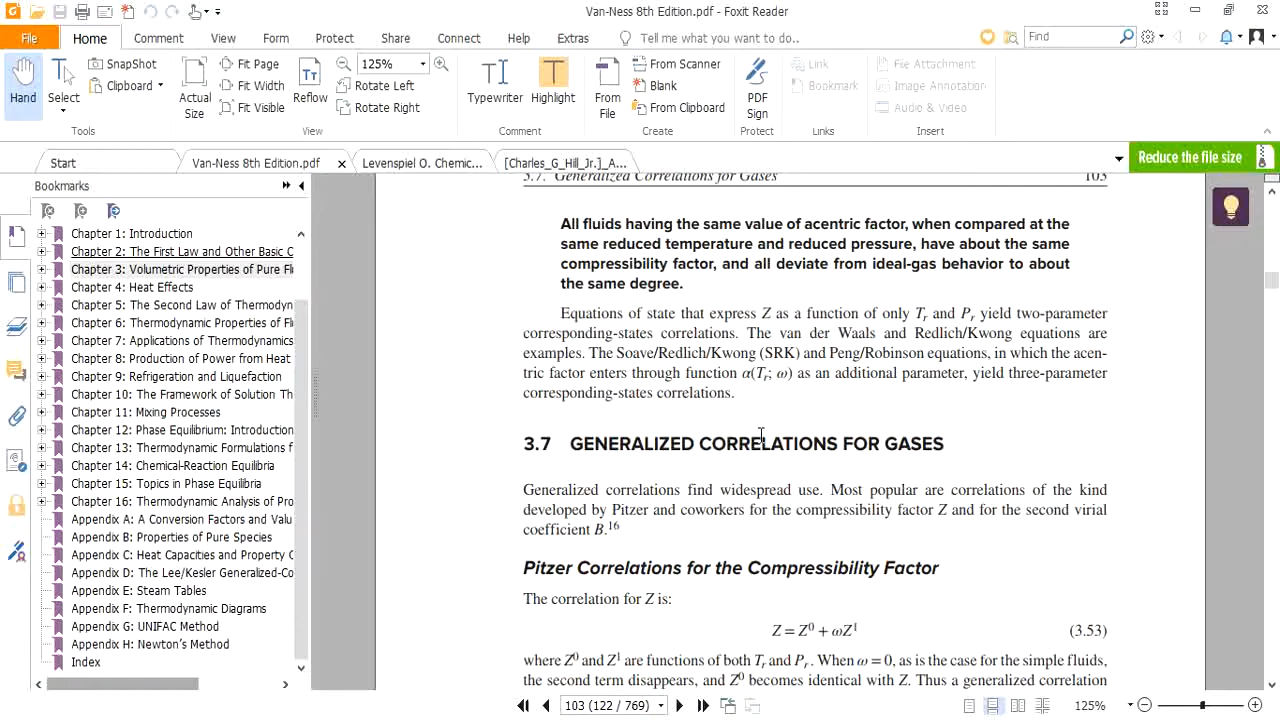 Van-Ness 8th Edition.pdf - Foxit Reader
File Home Comment View Form Protect Share Connect Help Extras Tell me what you want to do.. Find
Hand
Select
SnapShot
Clipboard
Actual Size
Fit Page
Fit Width
Fit Visible
Reflow
125%
Rotate Left
Rotate Right
Typewriter
Highlight
From File
From Scanner
Blank
From Clipboard
PDF Sign
Link
Bookmark
File Attachment
Image Annotation
Audio & Video
Tools View Comment Create Protect Links Insert
Start Van-Ness 8th Edition.pdf Levenspiel O. Chemic... [Charles_G_Hill_Jr.]_A... Reduce the file size
Bookmarks
Chapter 1: Introduction
Chapter 2: The First Law and Other Basic C
Chapter 3: Volumetric Properties of Pure Fl
Chapter 4: Heat Effects
Chapter 5: The Second Law of Thermodyn
Chapter 6: Thermodynamic Properties of Fl
Chapter 7: Applications of Thermodynamics
Chapter 8: Production of Power from Heat
Chapter 9: Refrigeration and Liquefaction
Chapter 10: The Framework of Solution Th
Chapter 11: Mixing Processes
Chapter 12: Phase Equilibrium: Introduction
Chapter 13: Thermodynamic Formulations f
Chapter 14: Chemical-Reaction Equilibria
Chapter 15: Topics in Phase Equilibria
Chapter 16: Thermodynamic Analysis of Pro
Appendix A: A Conversion Factors and Valu
Appendix B: Properties of Pure Species
Appendix C: Heat Capacities and Property C
Appendix D: The Lee/Kesler Generalized-Co
Appendix E: Steam Tables
Appendix F: Thermodynamic Diagrams
Appendix G: UNIFAC Method
Appendix H: Newton's Method
Index
3.7. Generalized Correlations for Gases 103
All fluids having the same value of acentric factor, when compared at the
same reduced temperature and reduced pressure, have about the same
compressibility factor, and all deviate from ideal-gas behavior to about
the same degree.
Equations of state that express Z as a function of only Tr and Pr yield two-parameter
corresponding-states correlations. The van der Waals and Redlich/Kwong equations are
examples. The Soave/Redlich/Kwong (SRK) and Peng/Robinson equations, in which the acen-
tric factor enters through function α(Tr; ω) as an additional parameter, yield three-parameter
corresponding-states correlations.
3.7 GENERALIZED CORRELATIONS FOR GASES
Generalized correlations find widespread use. Most popular are correlations of the kind
developed by Pitzer and coworkers for the compressibility factor Z and for the second virial
coefficient B.16
Pitzer Correlations for the Compressibility Factor
The correlation for Z is:
Z = Z⁰ + ωZ¹ (3.53)
where Z⁰ and Z¹ are functions of both Tr and Pr. When ω = 0, as is the case for the simple fluids,
the second term disappears, and Z⁰ becomes identical with Z. Thus a generalized correlation
103 (122 / 769) 125%